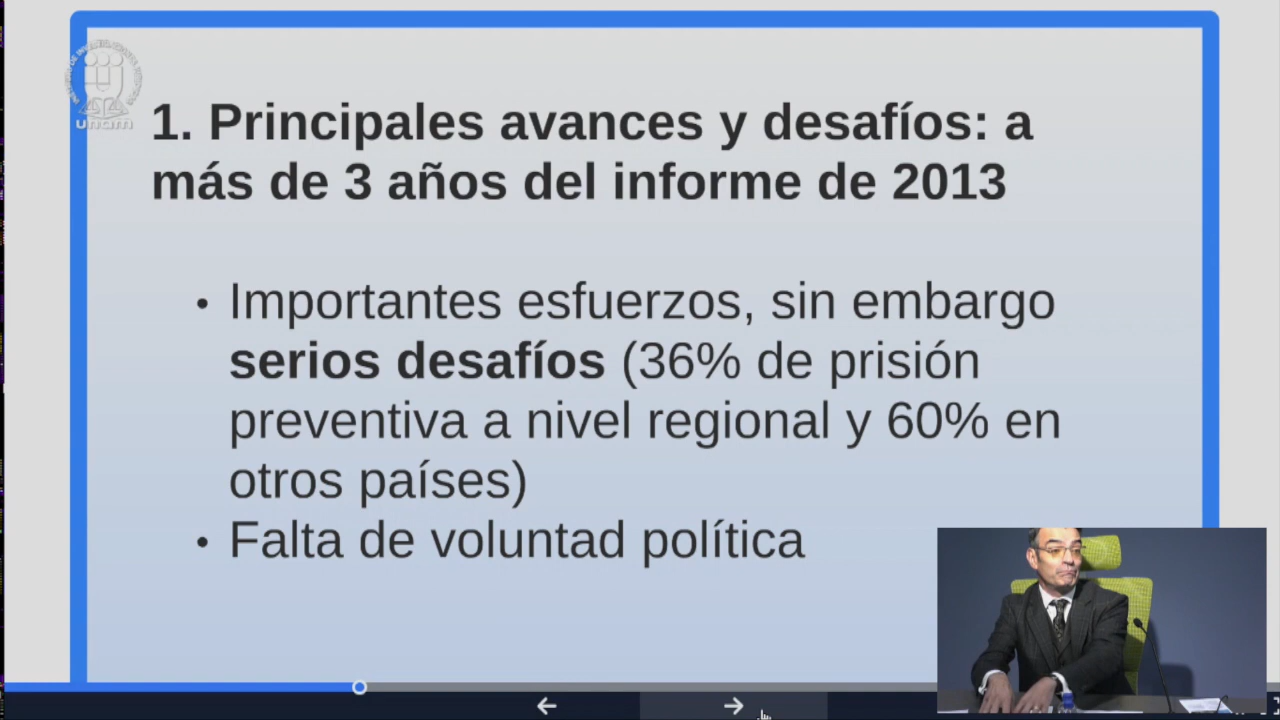 unam
1. Principales avances y desafíos: a
más de 3 años del informe de 2013
• Importantes esfuerzos, sin embargo
serios desafíos (36% de prisión
preventiva a nivel regional y 60% en
otros países)
• Falta de voluntad política